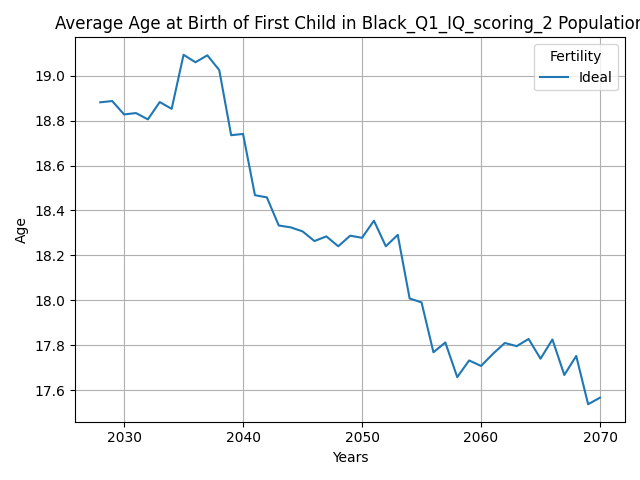 Average Age at Birth of First Child in Black_Q1_IQ_scoring_2 Population
Fertility
Ideal
19.0
18.8
18.6
18.4
18.2
18.0
17.8
17.6
Age
2030 2040 2050 2060 2070
Years